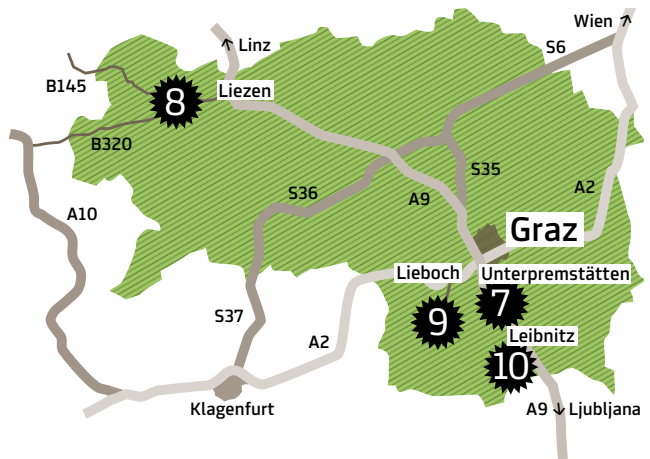 Wien ↗
↗ Linz
S6
B145
Liezen
8
B320
S36
S35
A10
A9
A2
Graz
Lieboch
Unterpremstätten
7
S37
9
A2
Leibnitz
10
Klagenfurt
A9 ↓ Ljubljana